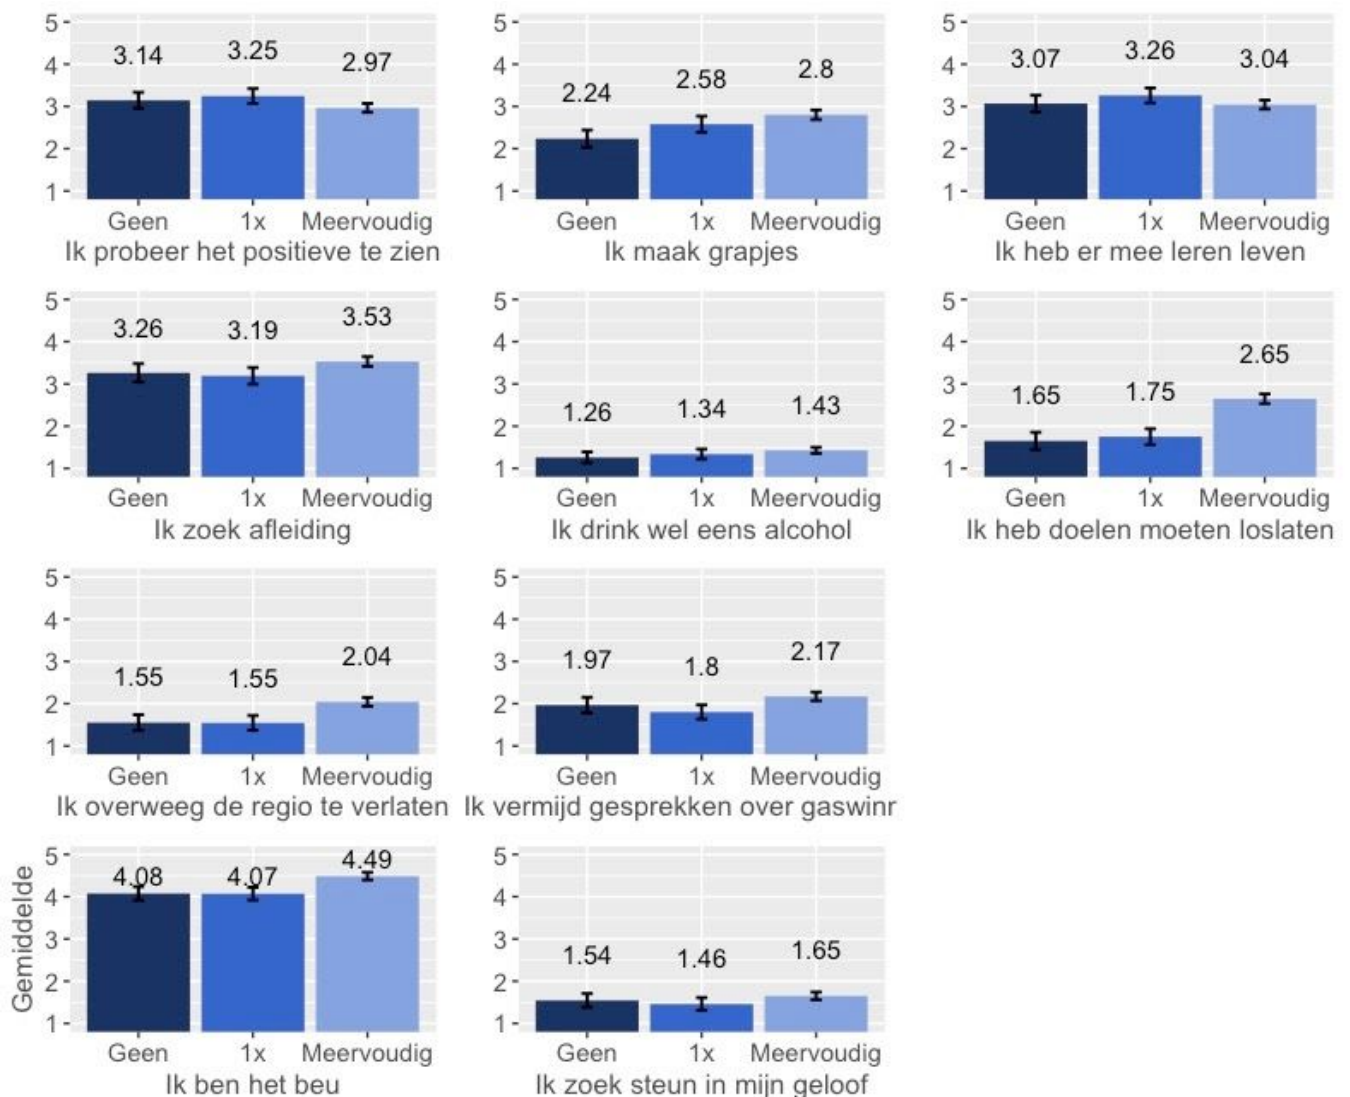 5
4
3
2
1
3.14
3.25
2.97
Geen
1x
Meervoudig
Ik probeer het positieve te zien
5
4
3
2
1
2.24
2.58
2.8
Geen
1x
Meervoudig
Ik maak grapjes
5
4
3
2
1
3.07
3.26
3.04
Geen
1x
Meervoudig
Ik heb er mee leren leven
5
4
3
2
1
3.26
3.19
3.53
Geen
1x
Meervoudig
Ik zoek afleiding
5
4
3
2
1
1.26
1.34
1.43
Geen
1x
Meervoudig
Ik drink wel eens alcohol
5
4
3
2
1
1.65
1.75
2.65
Geen
1x
Meervoudig
Ik heb doelen moeten loslaten
5
4
3
2
1
1.55
1.55
2.04
Geen
1x
Meervoudig
Ik overweeg de regio te verlaten
5
4
3
2
1
1.97
1.8
2.17
Geen
1x
Meervoudig
Ik vermijd gesprekken over gaswinr
Gemiddelde
5
4
3
2
1
4.08
4.07
4.49
Geen
1x
Meervoudig
Ik ben het beu
5
4
3
2
1
1.54
1.46
1.65
Geen
1x
Meervoudig
Ik zoek steun in mijn geloof